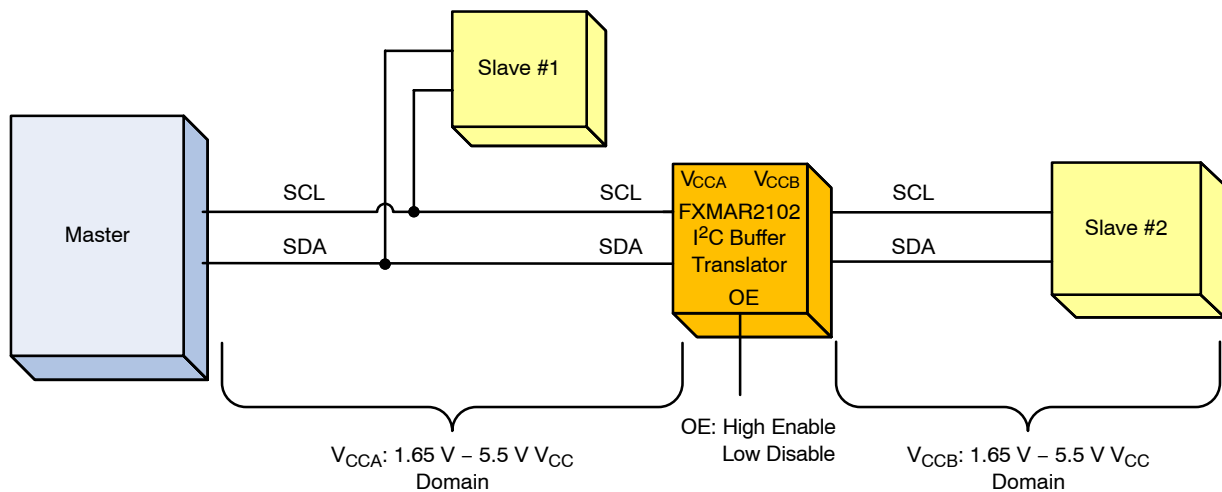 Slave #1
Master
SCL
SDA
SCL
SDA
VCCA VCCB
FXMAR2102
I2C Buffer
Translator
OE
SCL
SDA
Slave #2
OE: High Enable
Low Disable
VCCA: 1.65 V – 5.5 V VCC
Domain
VCCB: 1.65 V – 5.5 V VCC
Domain